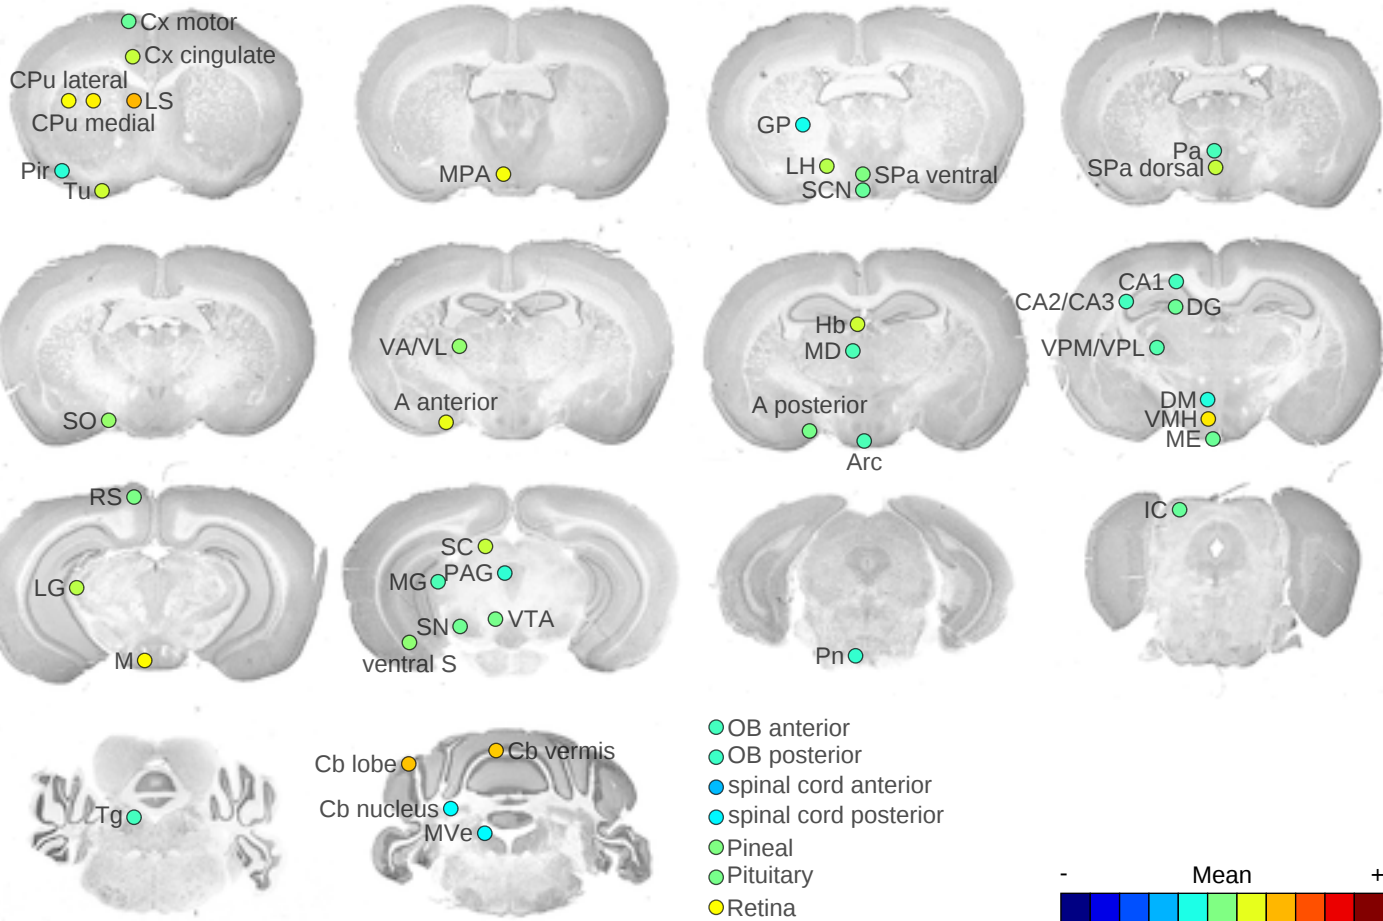 Cx motor
Cx cingulate
CPu lateral
LS
CPu medial
Pir
Tu
MPA
GP
LH
SPa ventral
SCN
Pa
SPa dorsal
SO
VA/VL
A anterior
Hb
MD
A posterior
Arc
CA1
CA2/CA3
DG
VPM/VPL
DM
VMH
ME
RS
LG
M
SC
MG PAG
SN VTA
ventral S
Pn
IC
Tg
Cb lobe
Cb vermis
Cb nucleus
MVe
OB anterior
OB posterior
spinal cord anterior
spinal cord posterior
Pineal
Pituitary
Retina
- Mean +